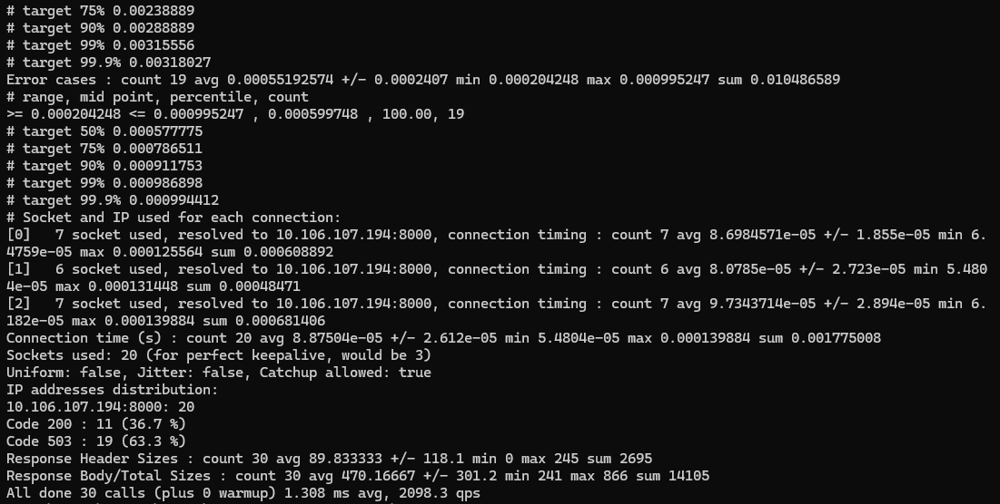 # target 75% 0.00238889
# target 90% 0.00288889
# target 99% 0.00315556
# target 99.9% 0.00318027
Error cases : count 19 avg 0.00055192574 +/- 0.0002407 min 0.000204248 max 0.000995247 sum 0.010486589
# range, mid point, percentile, count
>= 0.000204248 <= 0.000995247 , 0.000599748 , 100.00, 19
# target 50% 0.000577775
# target 75% 0.000786511
# target 90% 0.000911753
# target 99% 0.000986898
# target 99.9% 0.000994412
# Socket and IP used for each connection:
[0]   7 socket used, resolved to 10.106.107.194:8000, connection timing : count 7 avg 8.6984571e-05 +/- 1.855e-05 min 6.
4759e-05 max 0.000125564 sum 0.000608892
[1]   6 socket used, resolved to 10.106.107.194:8000, connection timing : count 6 avg 8.0785e-05 +/- 2.723e-05 min 5.480
4e-05 max 0.000131448 sum 0.00048471
[2]   7 socket used, resolved to 10.106.107.194:8000, connection timing : count 7 avg 9.7343714e-05 +/- 2.894e-05 min 6.
182e-05 max 0.000139884 sum 0.000681406
Connection time (s) : count 20 avg 8.87504e-05 +/- 2.612e-05 min 5.4804e-05 max 0.000139884 sum 0.001775008
Sockets used: 20 (for perfect keepalive, would be 3)
Uniform: false, Jitter: false, Catchup allowed: true
IP addresses distribution:
10.106.107.194:8000: 20
Code 200 : 11 (36.7 %)
Code 503 : 19 (63.3 %)
Response Header Sizes : count 30 avg 89.833333 +/- 118.1 min 0 max 245 sum 2695
Response Body/Total Sizes : count 30 avg 470.16667 +/- 301.2 min 241 max 866 sum 14105
All done 30 calls (plus 0 warmup) 1.308 ms avg, 2098.3 qps